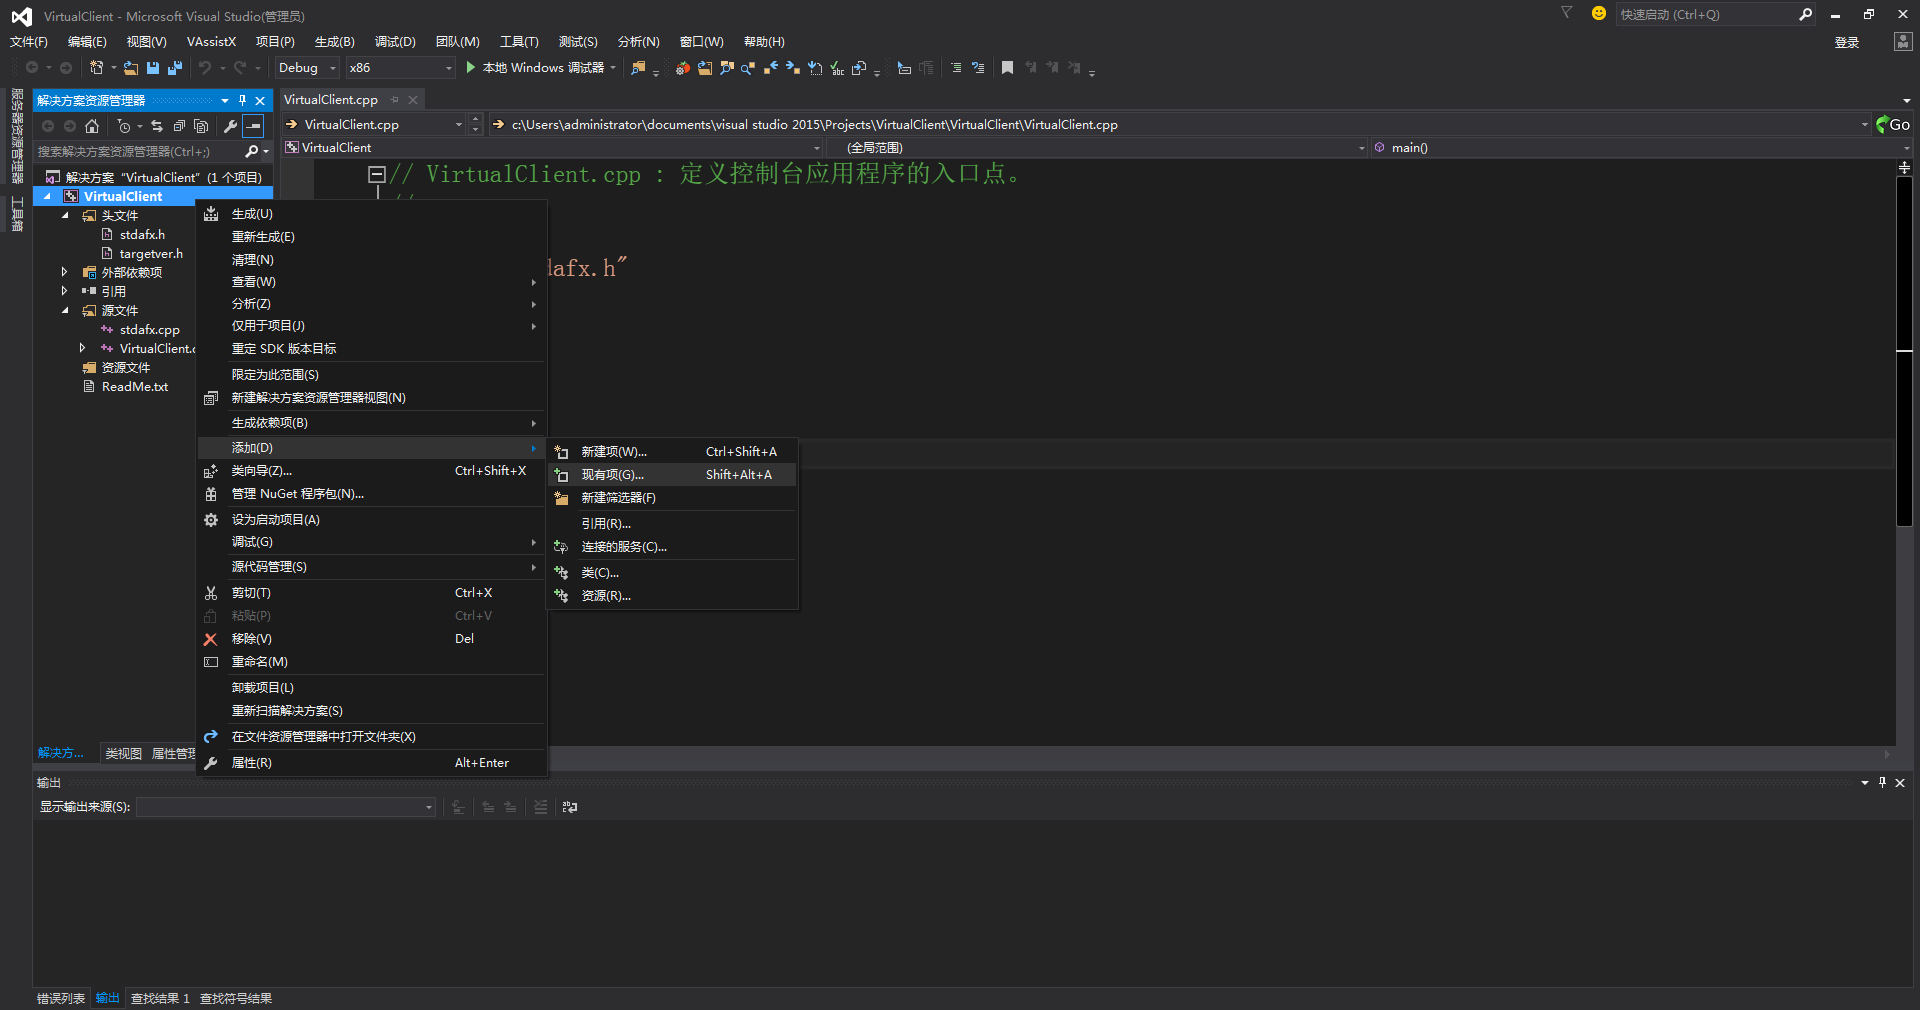 VirtualClient - Microsoft Visual Studio(管理员)
快速启动 (Ctrl+Q)
文件(F) 编辑(E) 视图(V) VAssistX 项目(P) 生成(B) 调试(D) 团队(M) 工具(T) 测试(S) 分析(N) 窗口(W) 帮助(H)
登录
Debug x86 本地 Windows 调试器
服务器资源管理器
工具箱
解决方案资源管理器
搜索解决方案资源管理器(Ctrl+;)
解决方案 "VirtualClient" (1 个项目)
VirtualClient
头文件
stdafx.h
targetver.h
外部依赖项
引用
源文件
stdafx.cpp
VirtualClient.c
资源文件
ReadMe.txt
解决方... 类视图 属性管理
VirtualClient.cpp
VirtualClient.cpp
c:\Users\administrator\documents\visual studio 2015\Projects\VirtualClient\VirtualClient\VirtualClient.cpp
Go
VirtualClient (全局范围) main()
// VirtualClient.cpp : 定义控制台应用程序的入口点。
//
dafx.h"
生成(U)
重新生成(E)
清理(N)
查看(W)
分析(Z)
仅用于项目(J)
重定 SDK 版本目标
限定为此范围(S)
新建解决方案资源管理器视图(N)
生成依赖项(B)
添加(D)
类向导(Z)... Ctrl+Shift+X
管理 NuGet 程序包(N)...
设为启动项目(A)
调试(G)
源代码管理(S)
剪切(T) Ctrl+X
粘贴(P) Ctrl+V
移除(V) Del
重命名(M)
卸载项目(L)
重新扫描解决方案(S)
在文件资源管理器中打开文件夹(X)
属性(R) Alt+Enter
新建项(W)... Ctrl+Shift+A
现有项(G)... Shift+Alt+A
新建筛选器(F)
引用(R)...
连接的服务(C)...
类(C)...
资源(R)...
输出
显示输出来源(S):
错误列表 输出 查找结果 1 查找符号结果